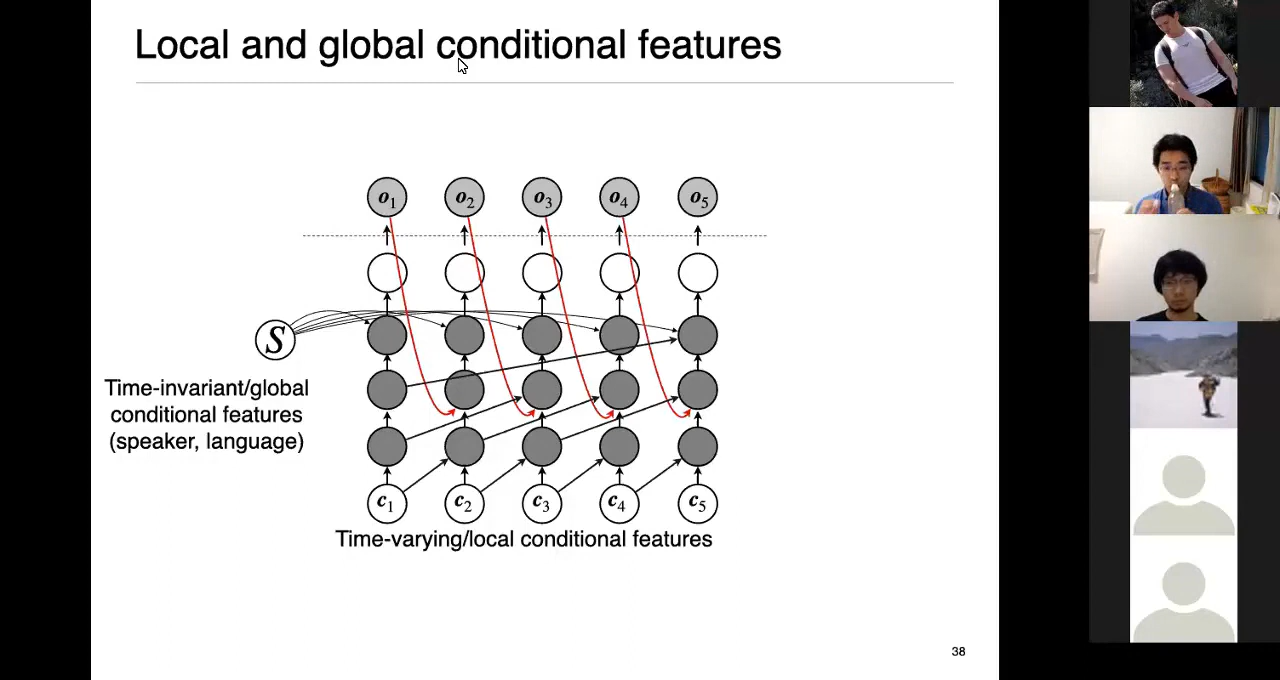 Local and global conditional features
o1 o2 o3 o4 o5
S
Time-invariant/global
conditional features
(speaker, language)
c1 c2 c3 c4 c5
Time-varying/local conditional features
38